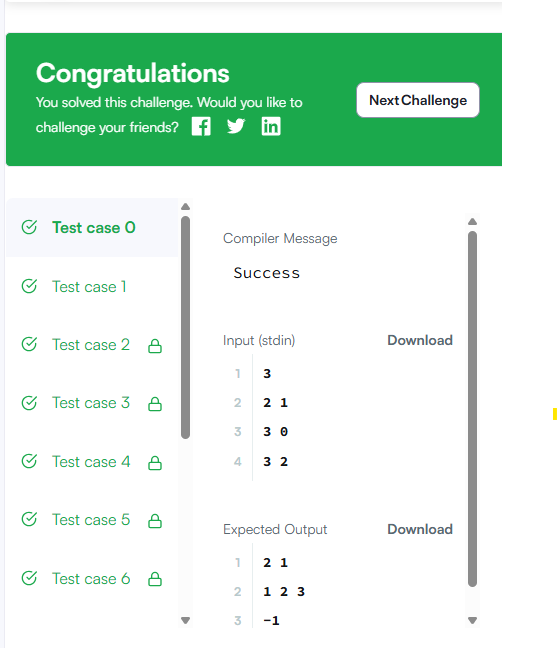 Congratulations
You solved this challenge. Would you like to
challenge your friends?
Next Challenge
Test case 0
Test case 1
Test case 2
Test case 3
Test case 4
Test case 5
Test case 6
Compiler Message
Success
Input (stdin) Download
1 3
2 2 1
3 3 0
4 3 2
Expected Output Download
1 2 1
2 1 2 3
3 -1